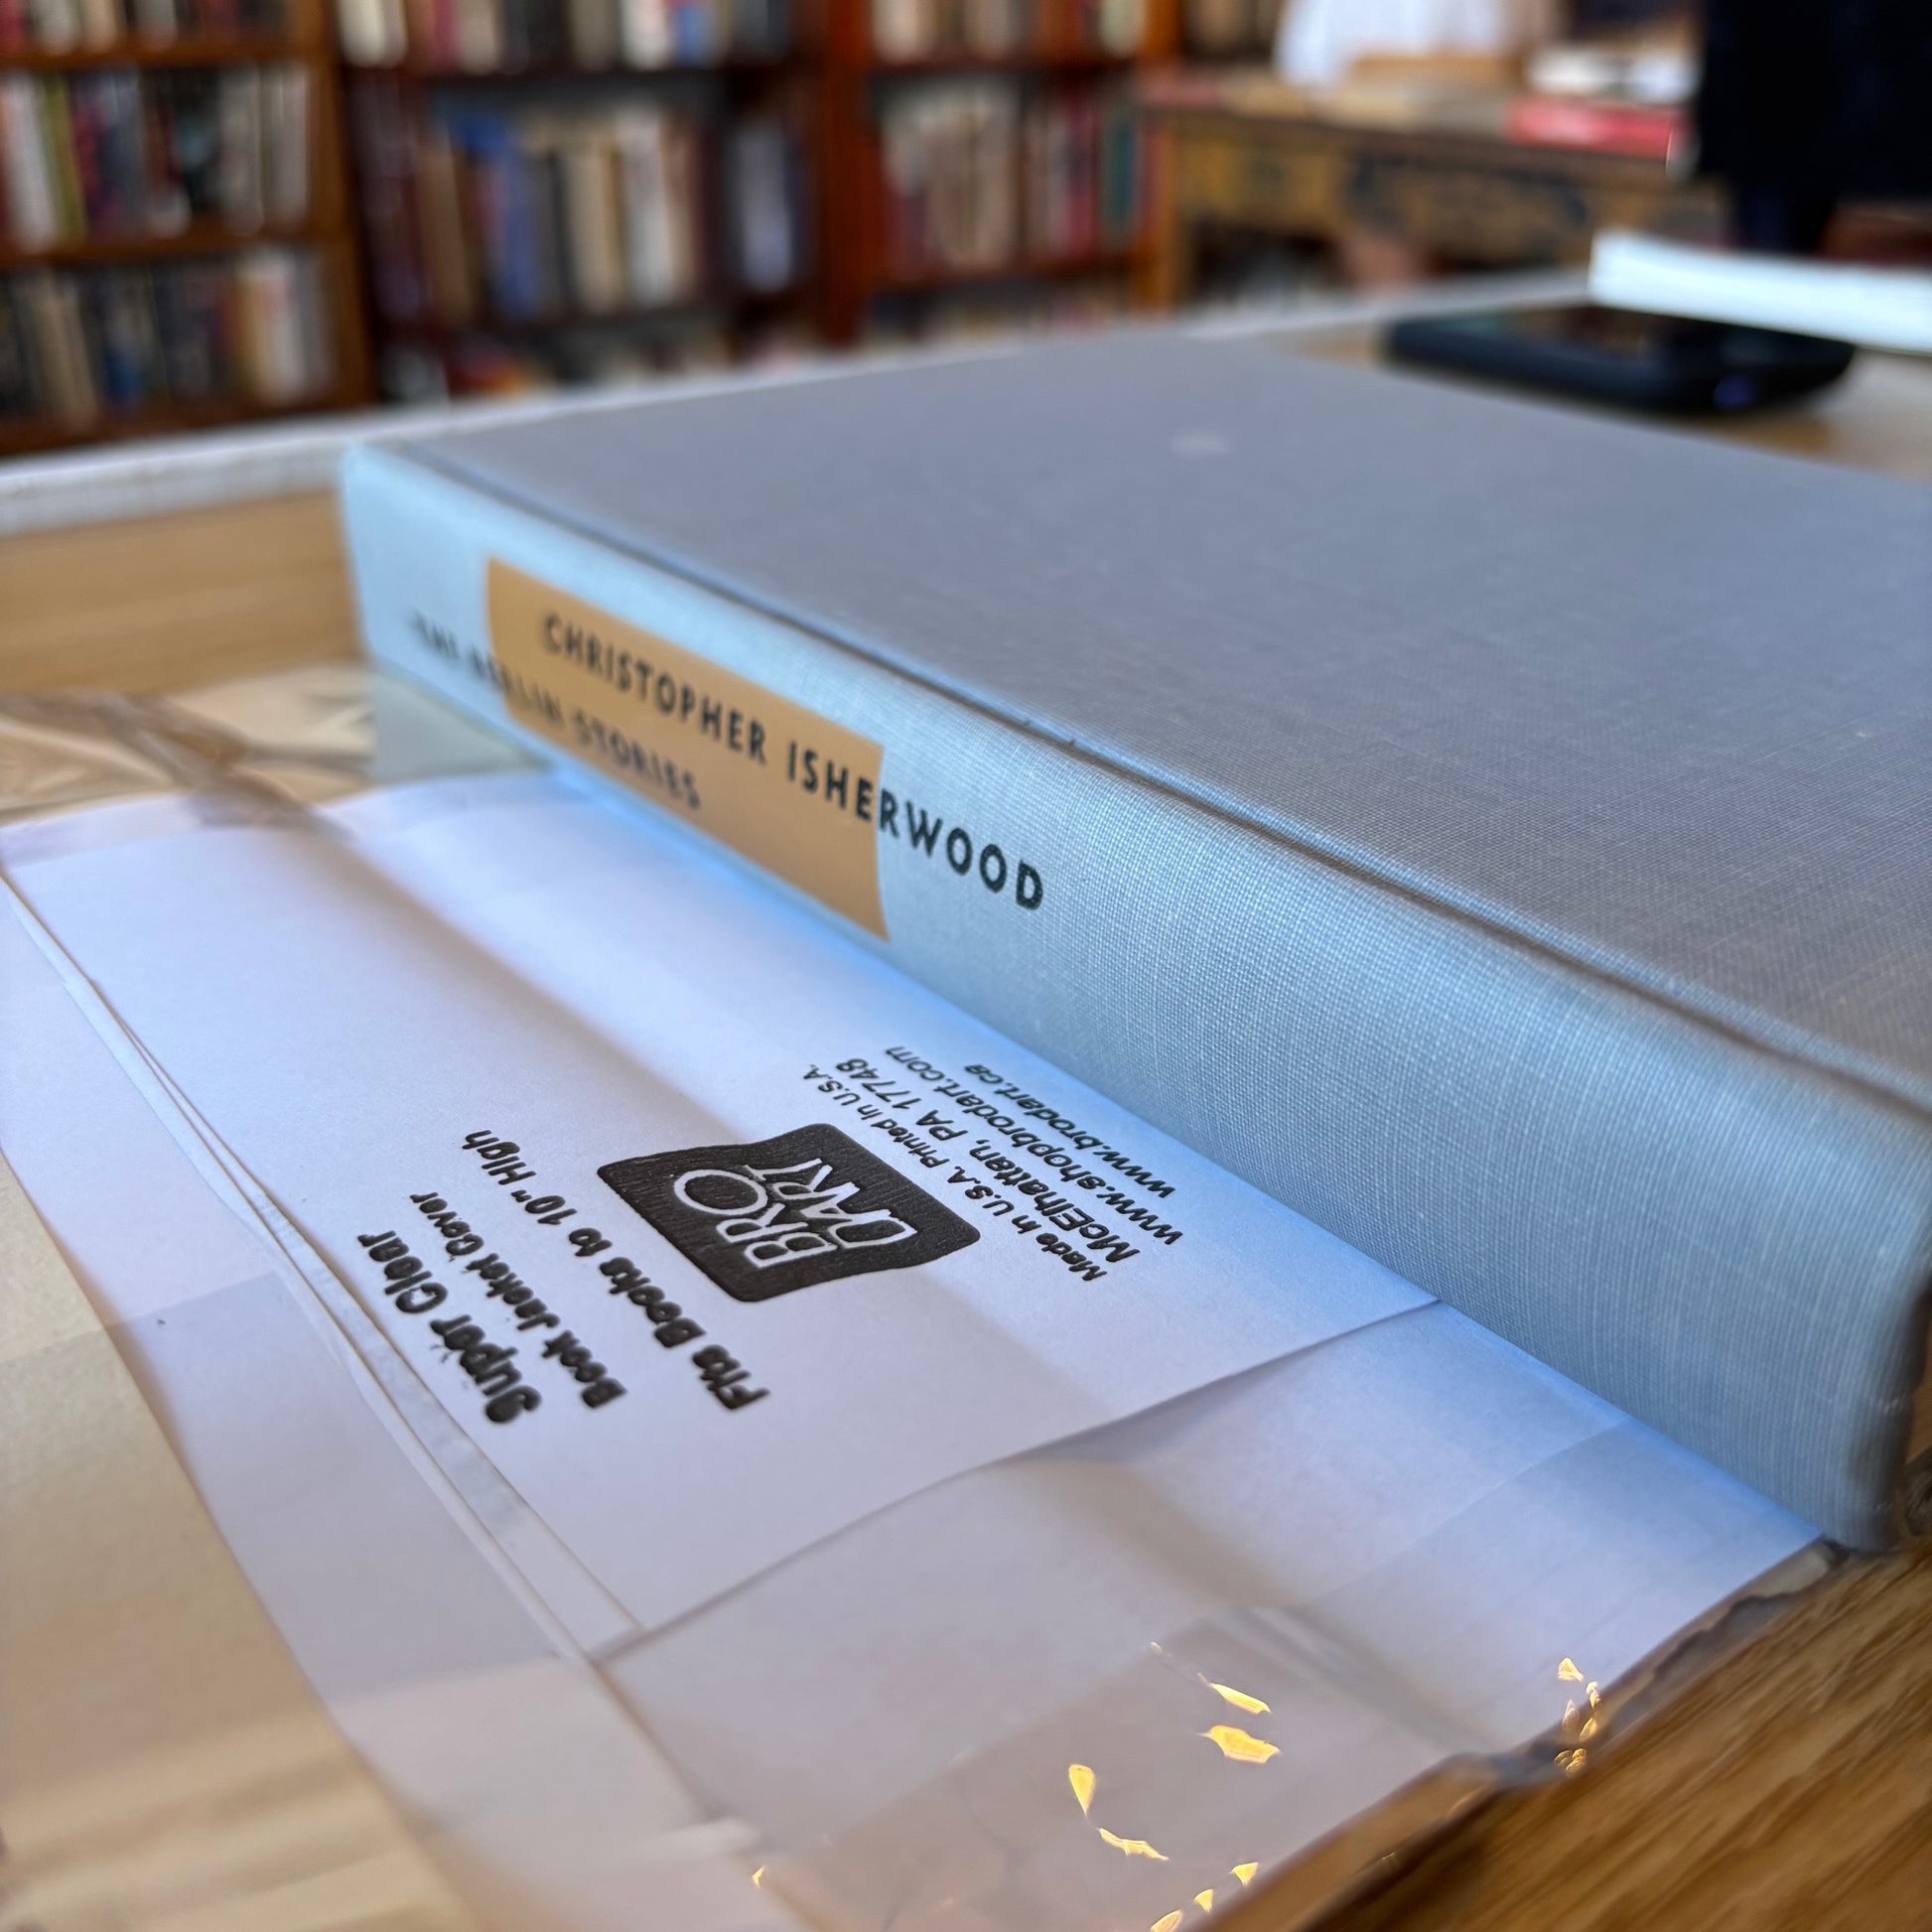 CHRISTOPHER ISHERWOOD
THE BERLIN STORIES
Super Clear
Book Jacket Cover
Fits Books to 10" High
BRO
DART
Made in U.S.A. Printed in U.S.A.
McElhattan, PA 17748
www.shopbrodart.com
www.brodart.ca